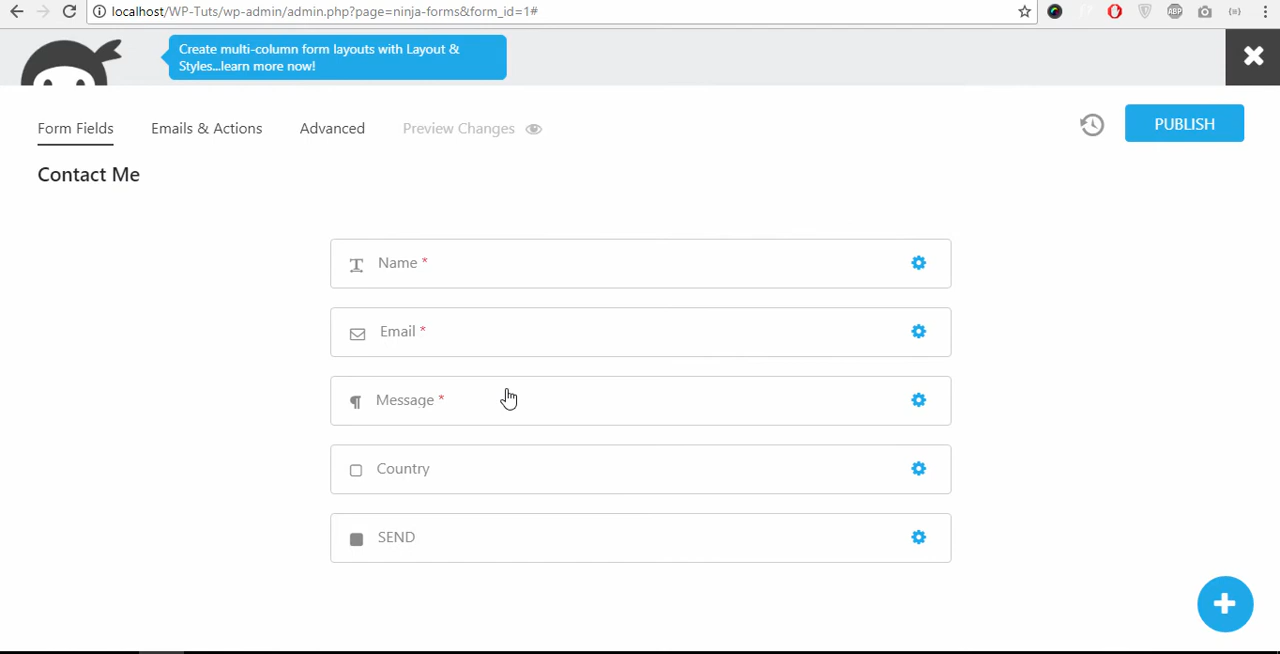 localhost/WP-Tuts/wp-admin/admin.php?page=ninja-forms&form_id=1#
ABP
Create multi-column form layouts with Layout &
Styles...learn more now!
Form Fields Emails & Actions Advanced Preview Changes PUBLISH
Contact Me
Name *
Email *
Message *
Country
SEND